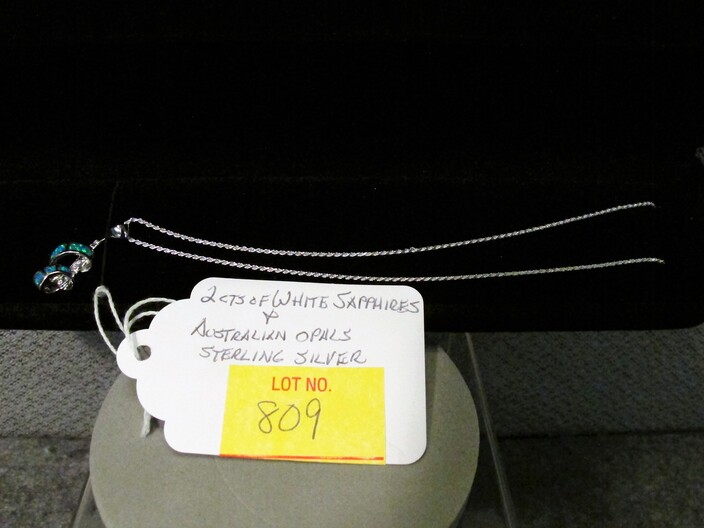 2 CTS OF WHITE SAPPHIRES
&
AUSTRALIAN OPALS
STERLING SILVER
LOT NO.
809